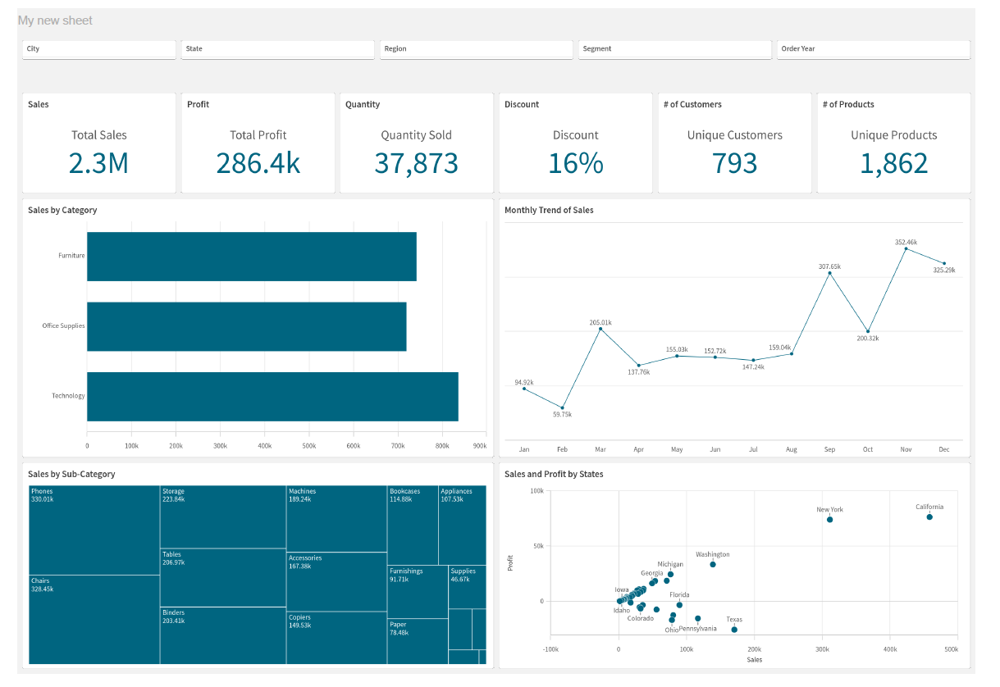 My new sheet
City State Region Segment Order Year
Sales Profit Quantity Discount # of Customers # of Products
Total Sales Total Profit Quantity Sold Discount Unique Customers Unique Products
2.3M 286.4k 37,873 16% 793 1,862
Sales by Category
Furniture
Office Supplies
Technology
0 100k 200k 300k 400k 500k 600k 700k 800k 900k
Monthly Trend of Sales
352.46k
307.65k
325.29k
205.01k
200.32k
155.03k 152.72k 159.04k
137.76k 147.24k
94.92k
59.75k
Jan Feb Mar Apr May Jun Jul Aug Sep Oct Nov Dec
Sales by Sub-Category
Phones
330.01k
Chairs
328.45k
Storage
223.84k
Tables
206.97k
Binders
203.41k
Machines
189.24k
Accessories
167.38k
Copiers
149.53k
Bookcases
114.88k
Appliances
107.53k
Furnishings
91.71k
Paper
78.48k
Supplies
46.67k
Sales and Profit by States
Profit
100k
50k
0
New York California
Washington
Michigan
Georgia
Iowa Florida
Idaho
Colorado
Ohio Pennsylvania Texas
-100k 0 100k 200k 300k 400k 500k
Sales